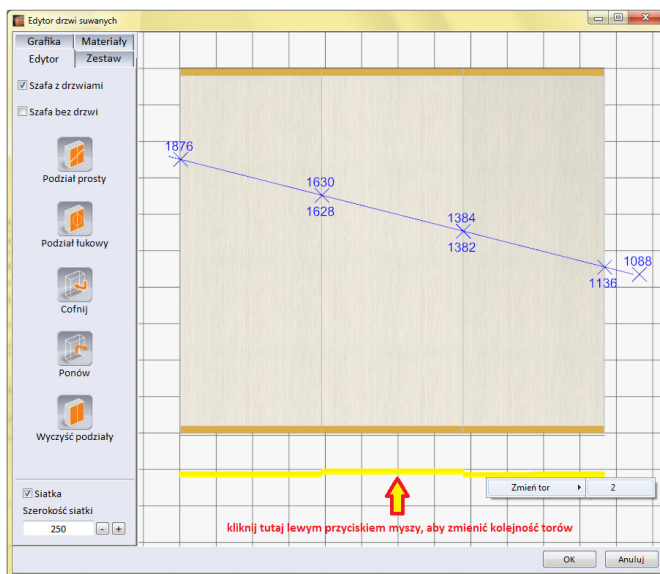 Edytor drzwi suwanych
Grafika
Materiały
Edytor
Zestaw
Szafa z drzwiami
Szafa bez drzwi
Podział prosty
Podział łukowy
Cofnij
Ponów
Wyczyść podziały
Siatka
Szerokość siatki
250
-
+
1876
1630
1628
1384
1382
1088
1136
Zmień tor
2
kliknij tutaj lewym przyciskiem myszy, aby zmienić kolejność torów
OK
Anuluj